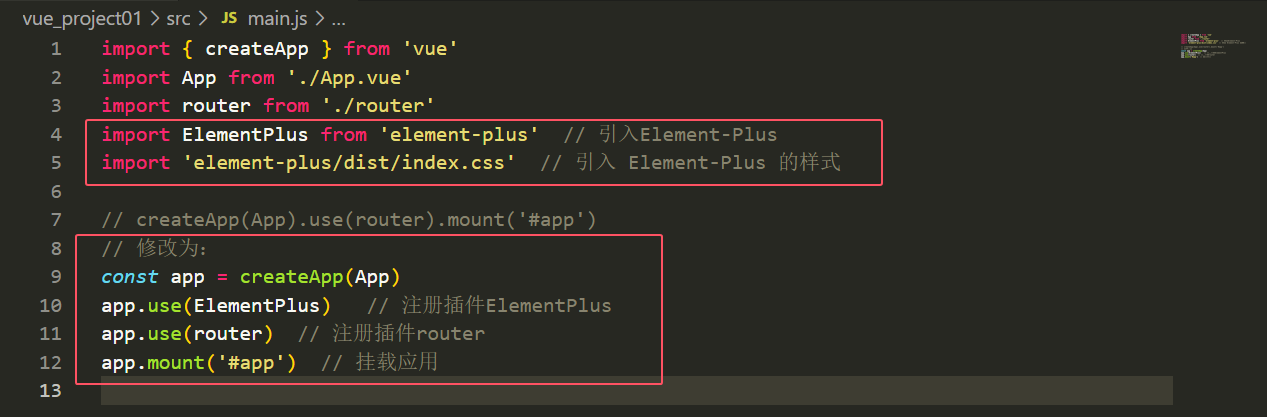 vue_project01 > src > JS main.js > ...
1 import { createApp } from 'vue'
2 import App from './App.vue'
3 import router from './router'
4 import ElementPlus from 'element-plus'  // 引入Element-Plus
5 import 'element-plus/dist/index.css'  // 引入 Element-Plus 的样式
6
7 // createApp(App).use(router).mount('#app')
8 // 修改为：
9 const app = createApp(App)
10 app.use(ElementPlus)   // 注册插件ElementPlus
11 app.use(router)  // 注册插件router
12 app.mount('#app')  // 挂载应用
13